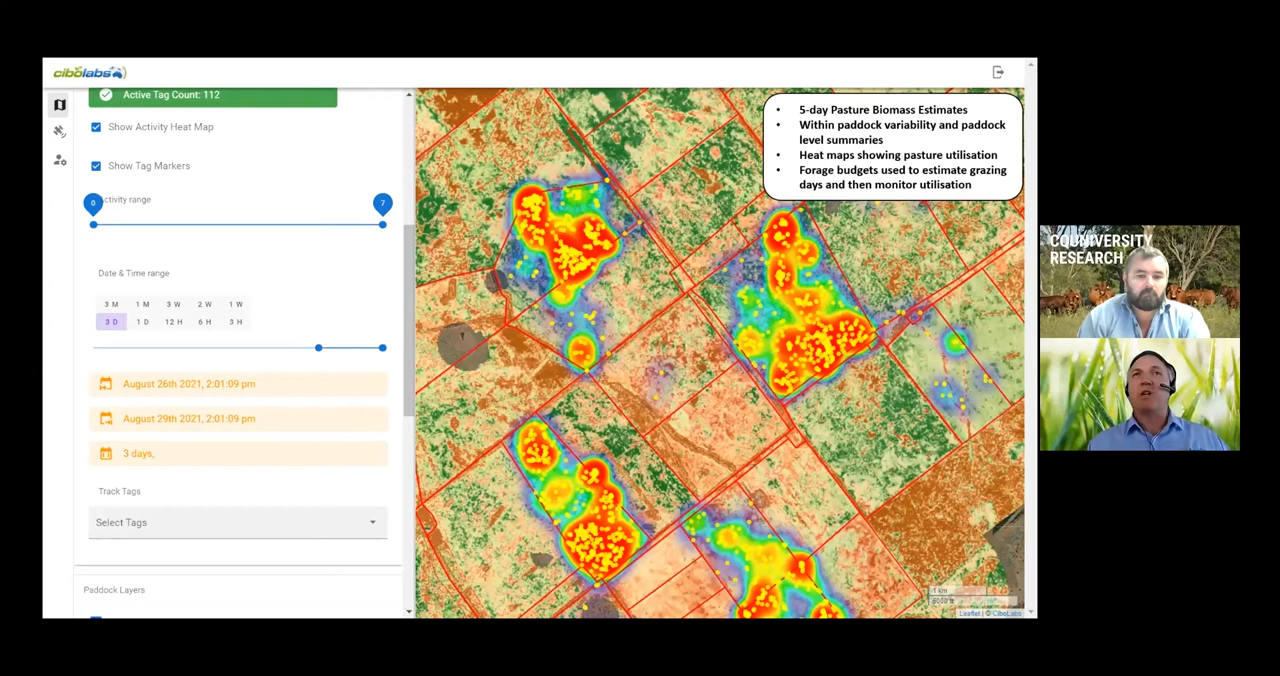 cibolabs
Active Tag Count: 112
Show Activity Heat Map
Show Tag Markers
ctivity range
0
7
Date & Time range
3 M 1 M 3 W 2 W 1 W
3 D 1 D 12 H 6 H 3 H
August 26th 2021, 2:01:09 pm
August 29th 2021, 2:01:09 pm
3 days,
Track Tags
Select Tags
Paddock Layers
• 5-day Pasture Biomass Estimates
• Within paddock variability and paddock
level summaries
• Heat maps showing pasture utilisation
• Forage budgets used to estimate grazing
days and then monitor utilisation
1 km
5000 ft
Leaflet | © CiboLabs
CQUNIVERSITY
RESEARCH